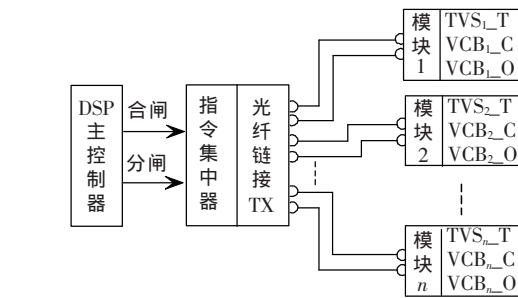 DSP
主
控
制
器
合闸
分闸
指
令
集
中
器
光
纤
链
接
TX
模
块
1
TVS₁_T
VCB₁_C
VCB₁_O
模
块
2
TVS₂_T
VCB₂_C
VCB₂_O
模
块
n
TVSₙ_T
VCBₙ_C
VCBₙ_O